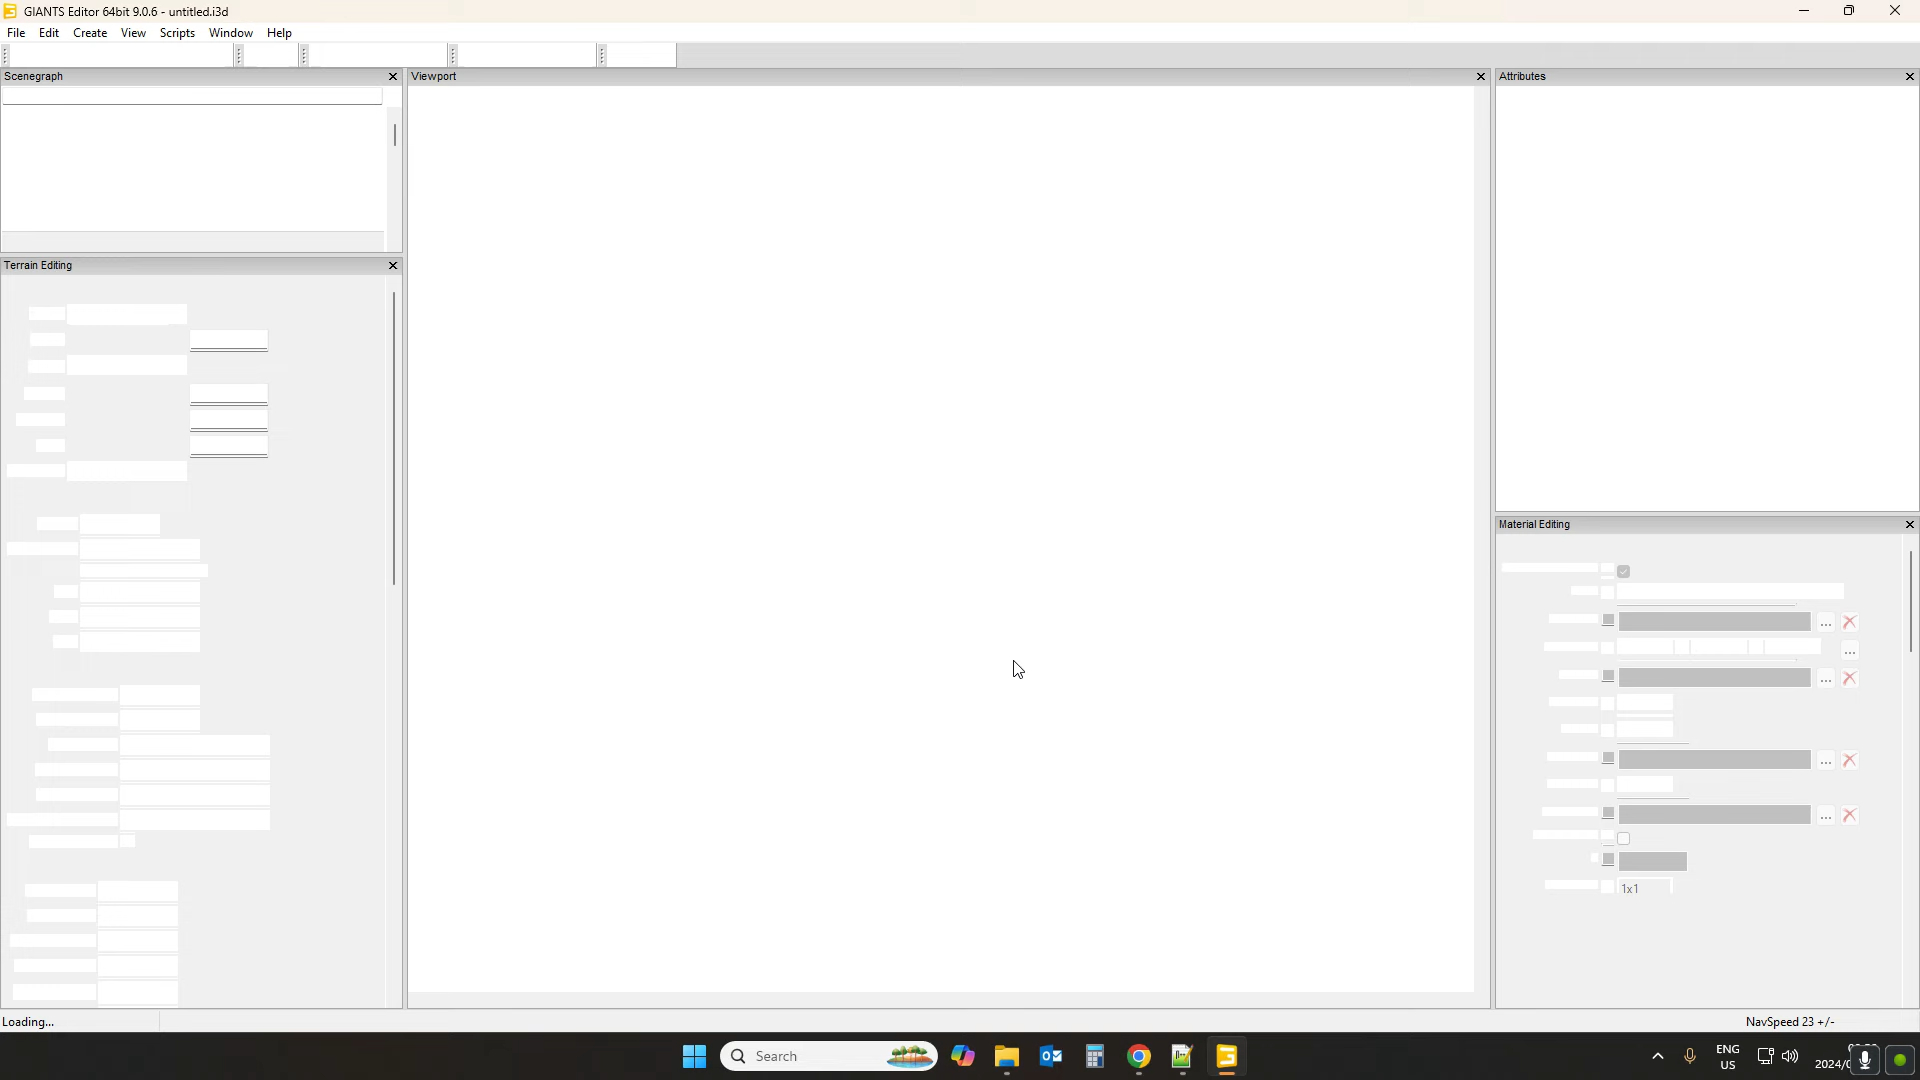 GIANTS Editor 64bit 9.0.6 - untitled.i3d
File Edit Create View Scripts Window Help
Scenegraph
Viewport
Attributes
Terrain Editing
Material Editing
...
...
...
...
...
1x1
Loading...
NavSpeed 23 +/-
Search
ENG
US